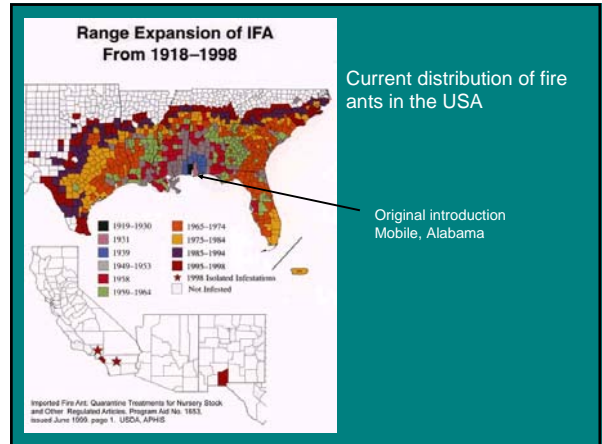 Range Expansion of IFA
From 1918–1998
Current distribution of fire
ants in the USA
Original introduction
Mobile, Alabama
1919–1930
1931
1939
1949–1953
1958
1959–1964
1965–1974
1975–1984
1985–1994
1995–1998
1998 Isolated Infestations
Not Infested
Imported Fire Ant: Quarantine Treatments for Nursery Stock
and Other Regulated Articles. Program Aid No. 1653,
issued June 1999. page 1. USDA, APHIS